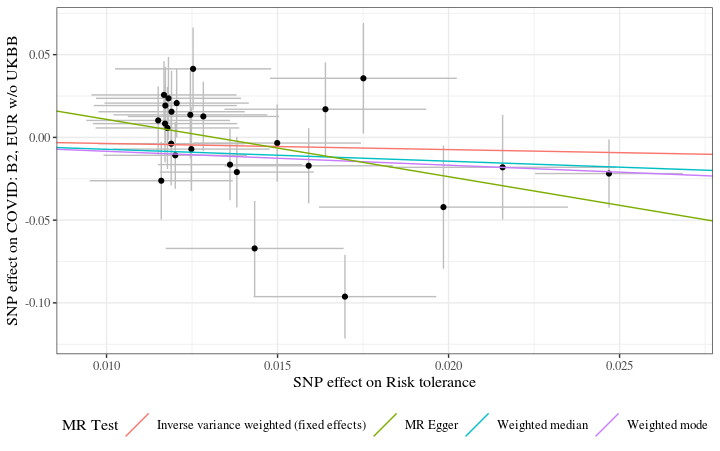 SNP effect on COVID: B2, EUR w/o UKBB
0.05
0.00
-0.05
-0.10
0.010
0.015
0.020
0.025
SNP effect on Risk tolerance
MR Test
Inverse variance weighted (fixed effects)
MR Egger
Weighted median
Weighted mode